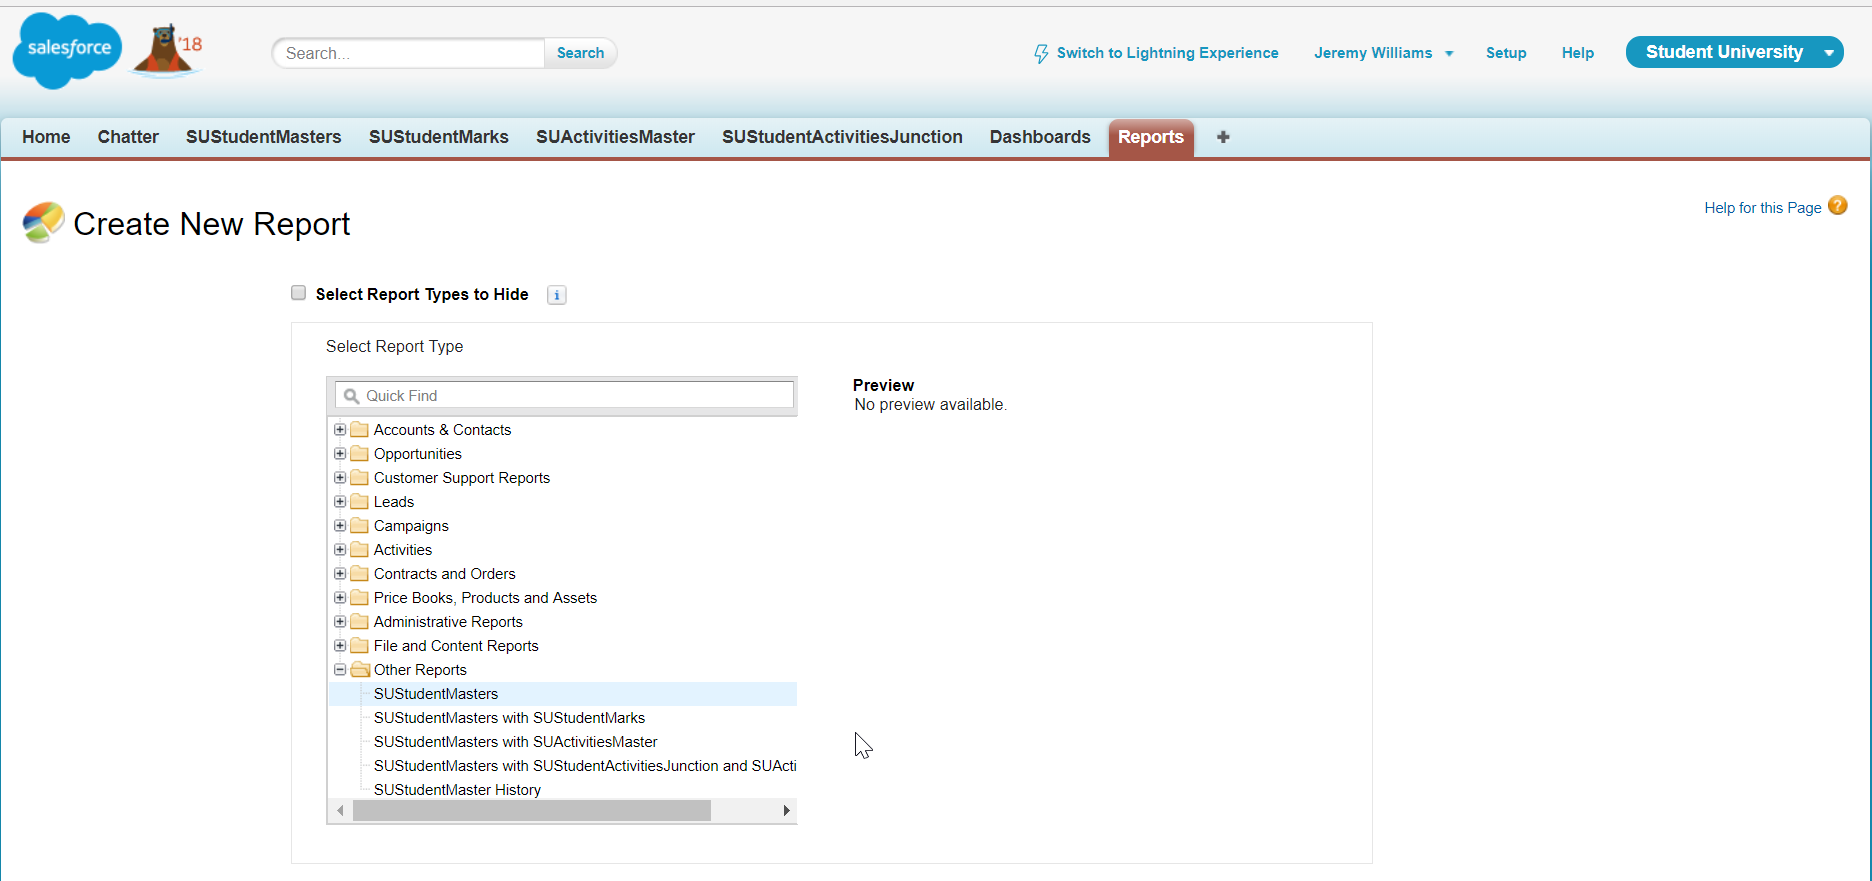 salesforce
'18
Search...
Search
Switch to Lightning Experience
Jeremy Williams
Setup
Help
Student University
Home
Chatter
SUStudentMasters
SUStudentMarks
SUActivitiesMaster
SUStudentActivitiesJunction
Dashboards
Reports
+
Create New Report
Help for this Page
?
Select Report Types to Hide
i
Select Report Type
Quick Find
Preview
No preview available.
Accounts & Contacts
Opportunities
Customer Support Reports
Leads
Campaigns
Activities
Contracts and Orders
Price Books, Products and Assets
Administrative Reports
File and Content Reports
Other Reports
SUStudentMasters
SUStudentMasters with SUStudentMarks
SUStudentMasters with SUActivitiesMaster
SUStudentMasters with SUStudentActivitiesJunction and SUActi
SUStudentMaster History